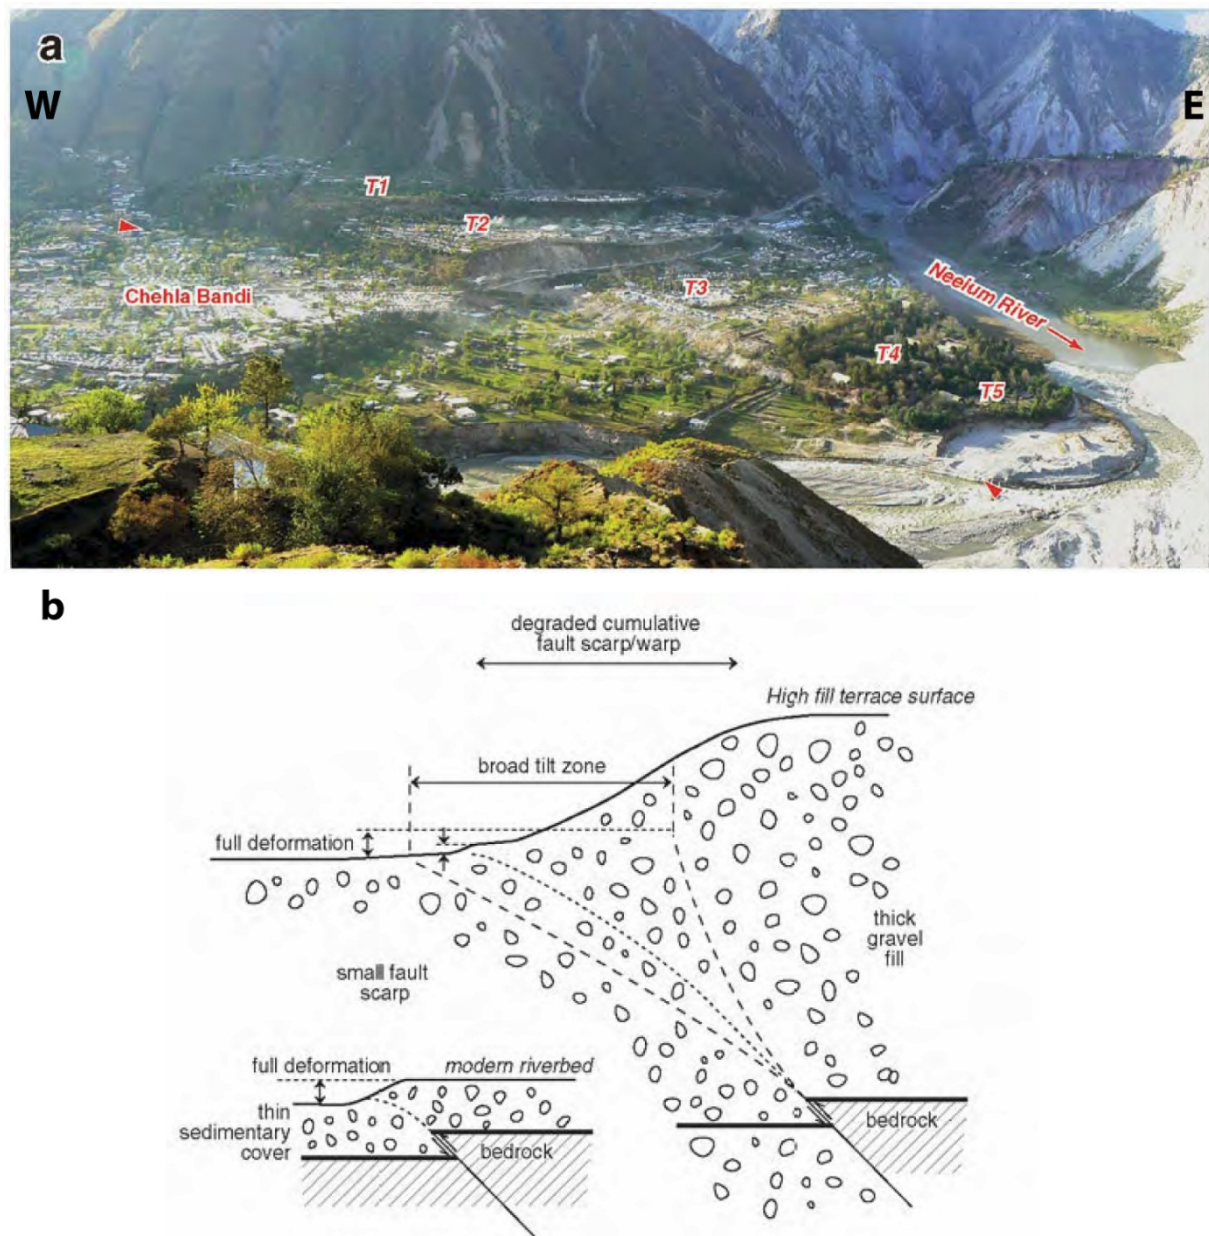 a
W
E
T1
T2
Chehla Bandi
T3
Neelum River
T4
T5
b
degraded cumulative
fault scarp/warp
High fill terrace surface
broad tilt zone
full deformation
thick
gravel
fill
small fault
scarp
full deformation
modern riverbed
thin
sedimentary
cover
bedrock
bedrock